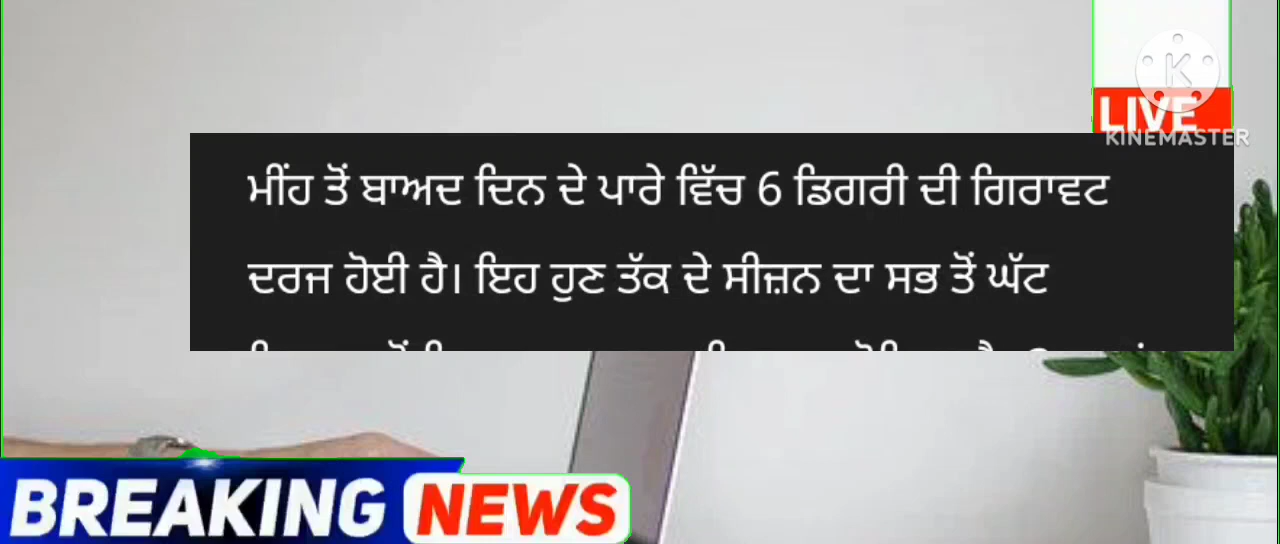 LIVE
KINEMASTER
ਮੀਂਹ ਤੋਂ ਬਾਅਦ ਦਿਨ ਦੇ ਪਾਰੇ ਵਿੱਚ 6 ਡਿਗਰੀ ਦੀ ਗਿਰਾਵਟ
ਦਰਜ ਹੋਈ ਹੈ। ਇਹ ਹੁਣ ਤੱਕ ਦੇ ਸੀਜ਼ਨ ਦਾ ਸਭ ਤੋਂ ਘੱਟ
BREAKING NEWS